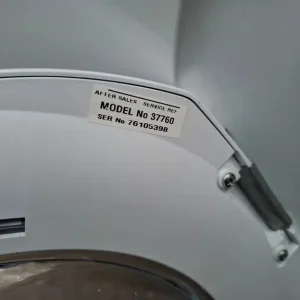 AFTER SALES SERVICE REF
MODEL No 37760
SER No 76105398